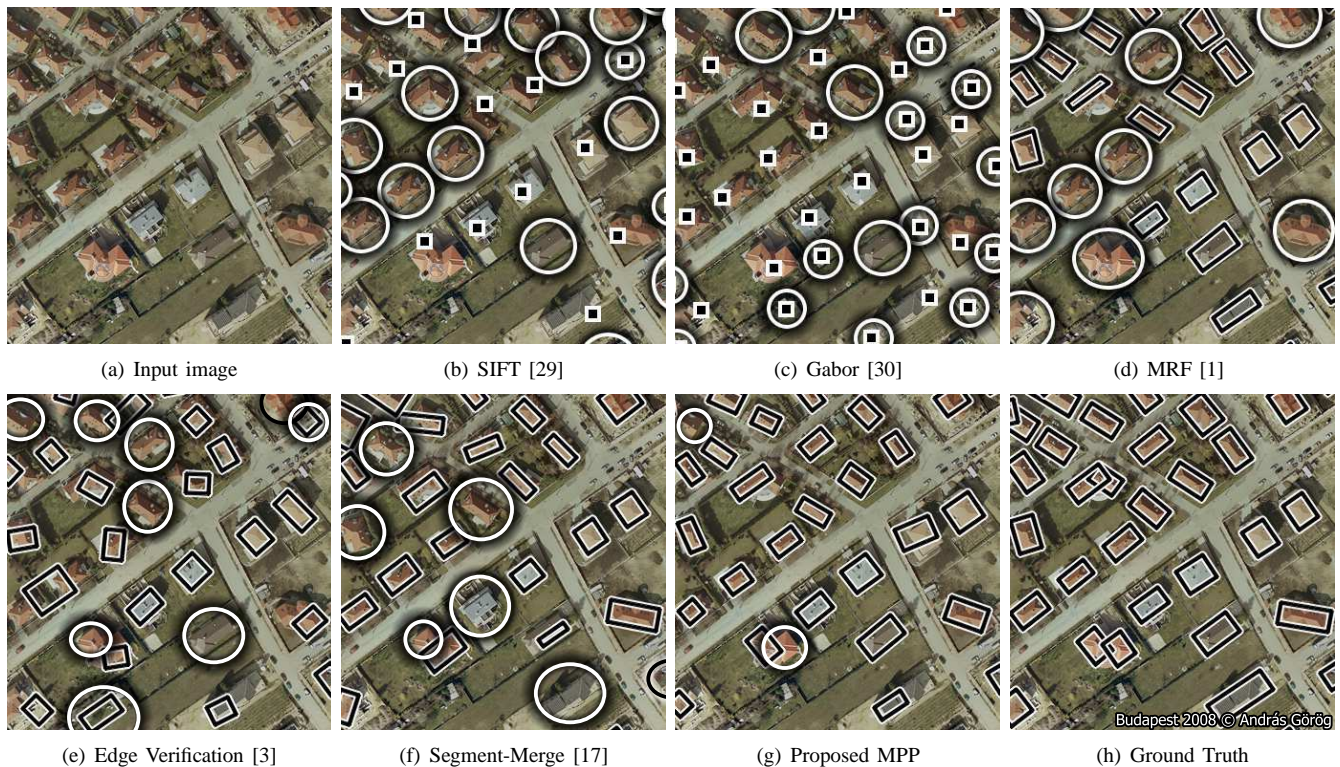 (a) Input image
(b) SIFT [29]
(c) Gabor [30]
(d) MRF [1]
Budapest 2008 © András Görög
(e) Edge Verification [3]
(f) Segment-Merge [17]
(g) Proposed MPP
(h) Ground Truth